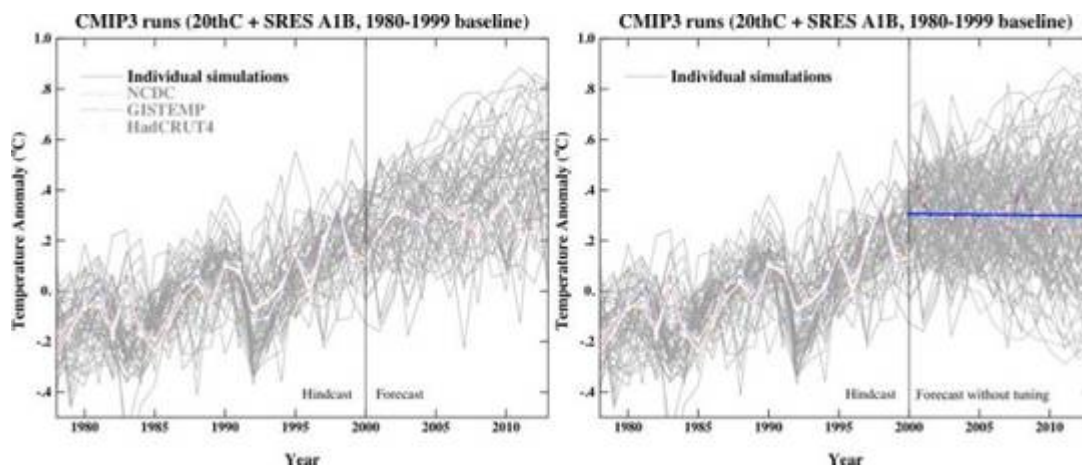 CMIP3 runs (20thC + SRES A1B, 1980-1999 baseline)
1.0
.8
.6
.4
.2
0.
-.2
-.4
Temperature Anomaly (°C)
Individual simulations
NCDC
GISTEMP
HadCRUT4
Hindcast
Forecast
1980
1985
1990
1995
2000
2005
2010
Year
CMIP3 runs (20thC + SRES A1B, 1980-1999 baseline)
1.0
.8
.6
.4
.2
0.
-.2
-.4
Temperature Anomaly (°C)
Individual simulations
Hindcast
Forecast without tuning
1980
1985
1990
1995
2000
2005
2010
Year